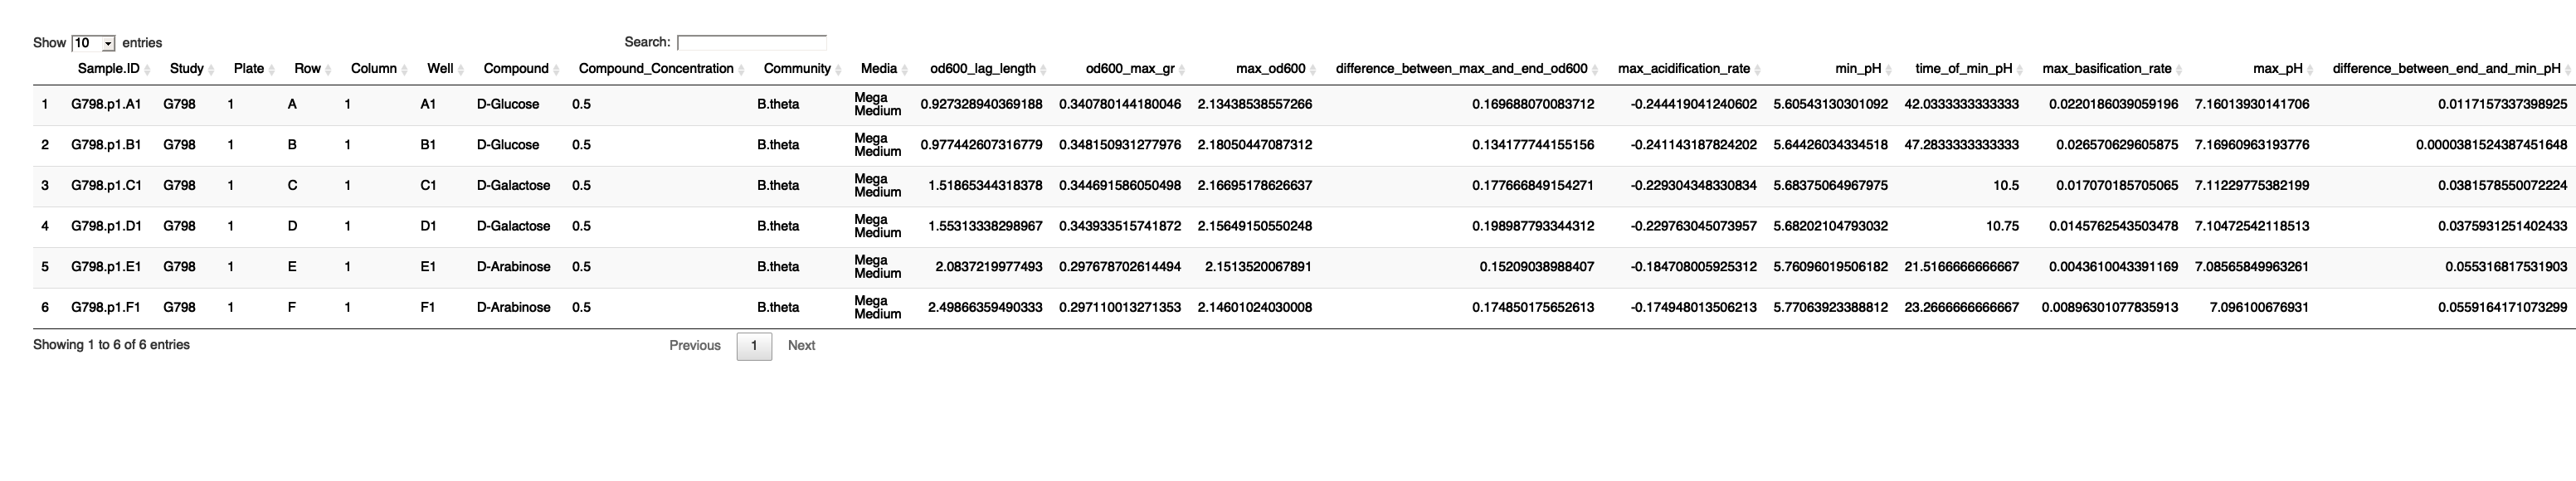 Show 10 entries Search:
Sample.ID Study Plate Row Column Well Compound Compound_Concentration Community Media od600_lag_length od600_max_gr max_od600 difference_between_max_and_end_od600 max_acidification_rate min_pH time_of_min_pH max_basification_rate max_pH difference_between_end_and_min_pH
1 G798.p1.A1 G798 1 A 1 A1 D-Glucose 0.5 B.theta Mega Medium 0.927328940369188 0.340780144180046 2.13438538557266 0.169688070083712 -0.244419041240602 5.60543130301092 42.0333333333333 0.0220186039059196 7.16013930141706 0.0117157337398925
2 G798.p1.B1 G798 1 B 1 B1 D-Glucose 0.5 B.theta Mega Medium 0.977442607316779 0.348150931277976 2.18050447087312 0.134177744155156 -0.241143187824202 5.64426034334518 47.2833333333333 0.026570629605875 7.16960963193776 0.0000381524387451648
3 G798.p1.C1 G798 1 C 1 C1 D-Galactose 0.5 B.theta Mega Medium 1.51865344318378 0.344691586050498 2.16695178626637 0.177666849154271 -0.229304348330834 5.68375064967975 10.5 0.017070185705065 7.11229775382199 0.0381578550072224
4 G798.p1.D1 G798 1 D 1 D1 D-Galactose 0.5 B.theta Mega Medium 1.55313338298967 0.343933515741872 2.15649150550248 0.198987793344312 -0.229763045073957 5.68202104793032 10.75 0.0145762543503478 7.10472542118513 0.0375931251402433
5 G798.p1.E1 G798 1 E 1 E1 D-Arabinose 0.5 B.theta Mega Medium 2.0837219977493 0.297678702614494 2.1513520067891 0.15209038988407 -0.184708005925312 5.76096019506182 21.5166666666667 0.0043610043391169 7.08565849963261 0.055316817531903
6 G798.p1.F1 G798 1 F 1 F1 D-Arabinose 0.5 B.theta Mega Medium 2.49866359490333 0.297110013271353 2.14601024030008 0.174850175652613 -0.174948013506213 5.77063923388812 23.2666666666667 0.00896301077835913 7.096100676931 0.0559164171073299
Showing 1 to 6 of 6 entries Previous 1 Next